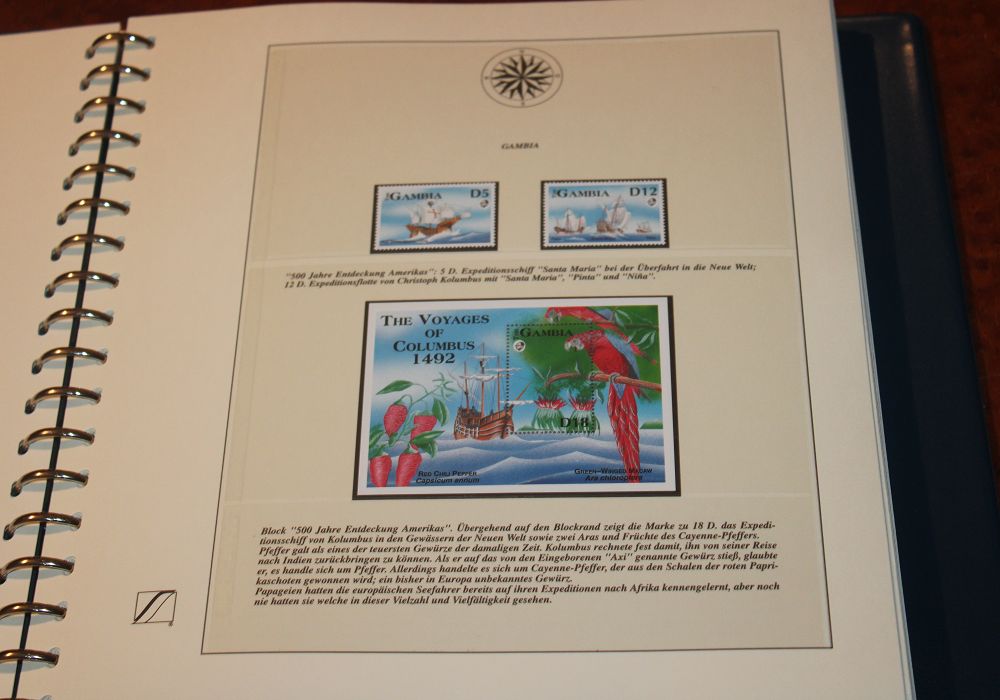 GAMBIA
THE GAMBIA D5
THE GAMBIA D12
"500 Jahre Entdeckung Amerikas": 5 D. Expeditionsschiff "Santa Maria" bei der Überfahrt in die Neue Welt;
12 D. Expeditionsflotte von Christoph Kolumbus mit "Santa Maria", "Pinta" und "Niña".
THE VOYAGES
OF
COLUMBUS
1492
THE GAMBIA
D18
RED CHILI PEPPER
Capsicum annum
GREEN-WINGED MACAW
Ara chloroptera
Block "500 Jahre Entdeckung Amerikas". Übergehend auf den Blockrand zeigt die Marke zu 18 D. das Expedi-
tionsschiff von Kolumbus in den Gewässern der Neuen Welt sowie zwei Aras und Früchte des Cayenne-Pfeffers.
Pfeffer galt als eines der teuersten Gewürze der damaligen Zeit. Kolumbus rechnete fest damit, ihn von seiner Reise
nach Indien zurückbringen zu können. Als er auf das von den Eingeborenen "Axi" genannte Gewürz stieß, glaubte
er, es handle sich um Pfeffer. Allerdings handelte es sich um Cayenne-Pfeffer, der aus den Schalen der roten Papri-
kaschoten gewonnen wird; ein bisher in Europa unbekanntes Gewürz.
Papageien hatten die europäischen Seefahrer bereits auf ihren Expeditionen nach Afrika kennengelernt, aber noch
nie hatten sie welche in dieser Vielzahl und Vielfältigkeit gesehen.